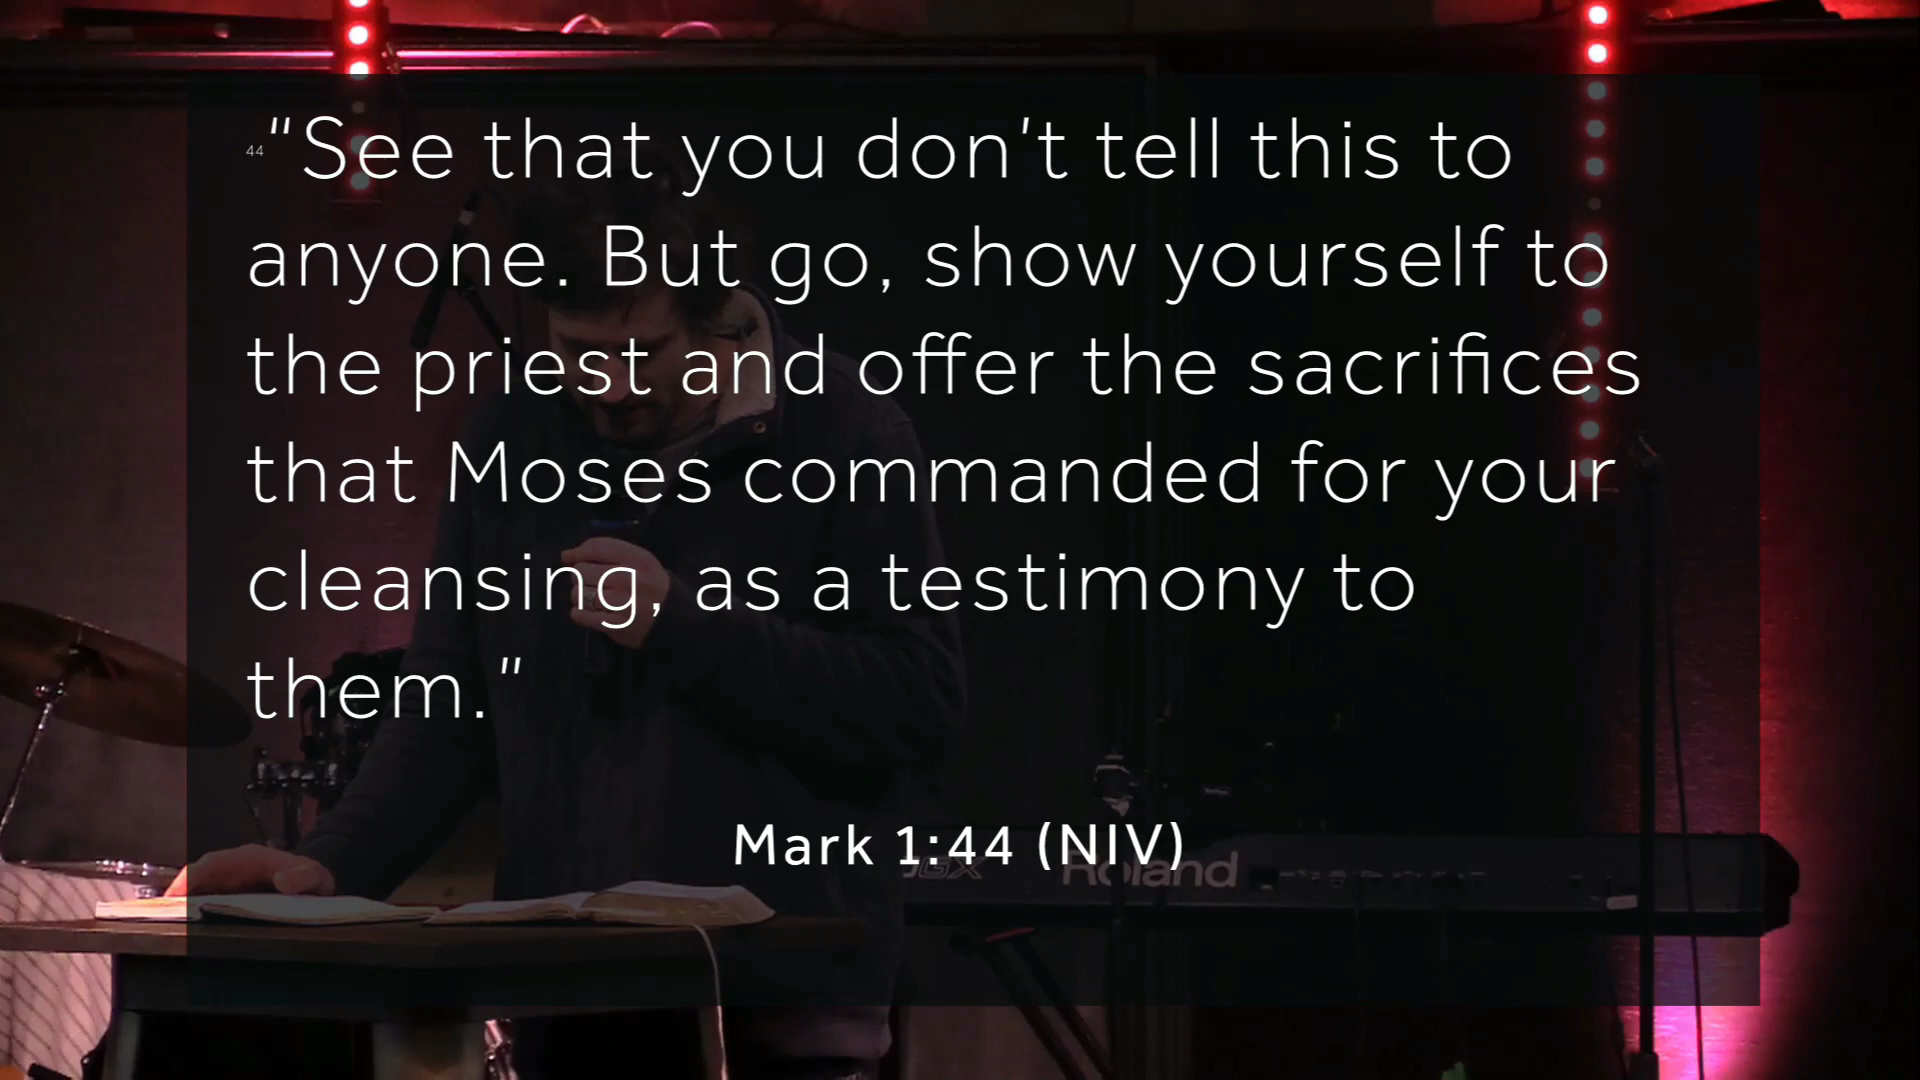 44"See that you don't tell this to
anyone. But go, show yourself to
the priest and offer the sacrifices
that Moses commanded for your
cleansing, as a testimony to
them."
Mark 1:44 (NIV)
Roland